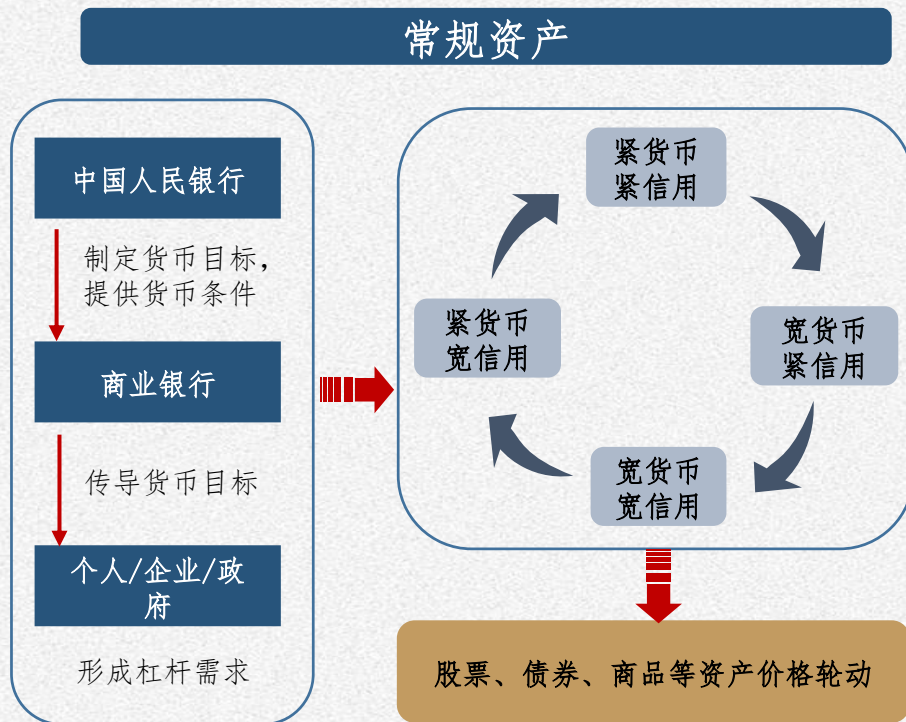 常规资产
中国人民银行
制定货币目标，
提供货币条件
商业银行
传导货币目标
个人/企业/政
府
形成杠杆需求
紧货币
紧信用
宽货币
紧信用
宽货币
宽信用
紧货币
宽信用
股票、债券、商品等资产价格轮动